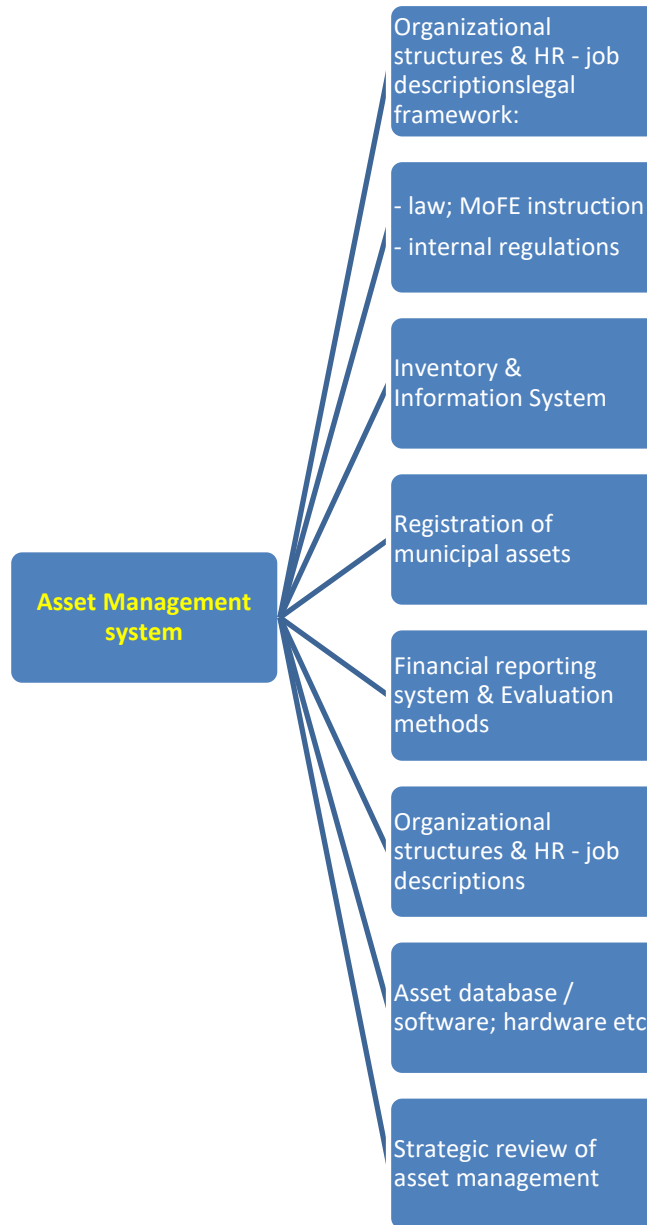 Organizational
structures & HR - job
descriptionslegal
framework:
- law; MoFE instruction
- internal regulations
Inventory &
Information System
Registration of
municipal assets
Asset Management
system
Financial reporting
system & Evaluation
methods
Organizational
structures & HR - job
descriptions
Asset database /
software; hardware etc
Strategic review of
asset management